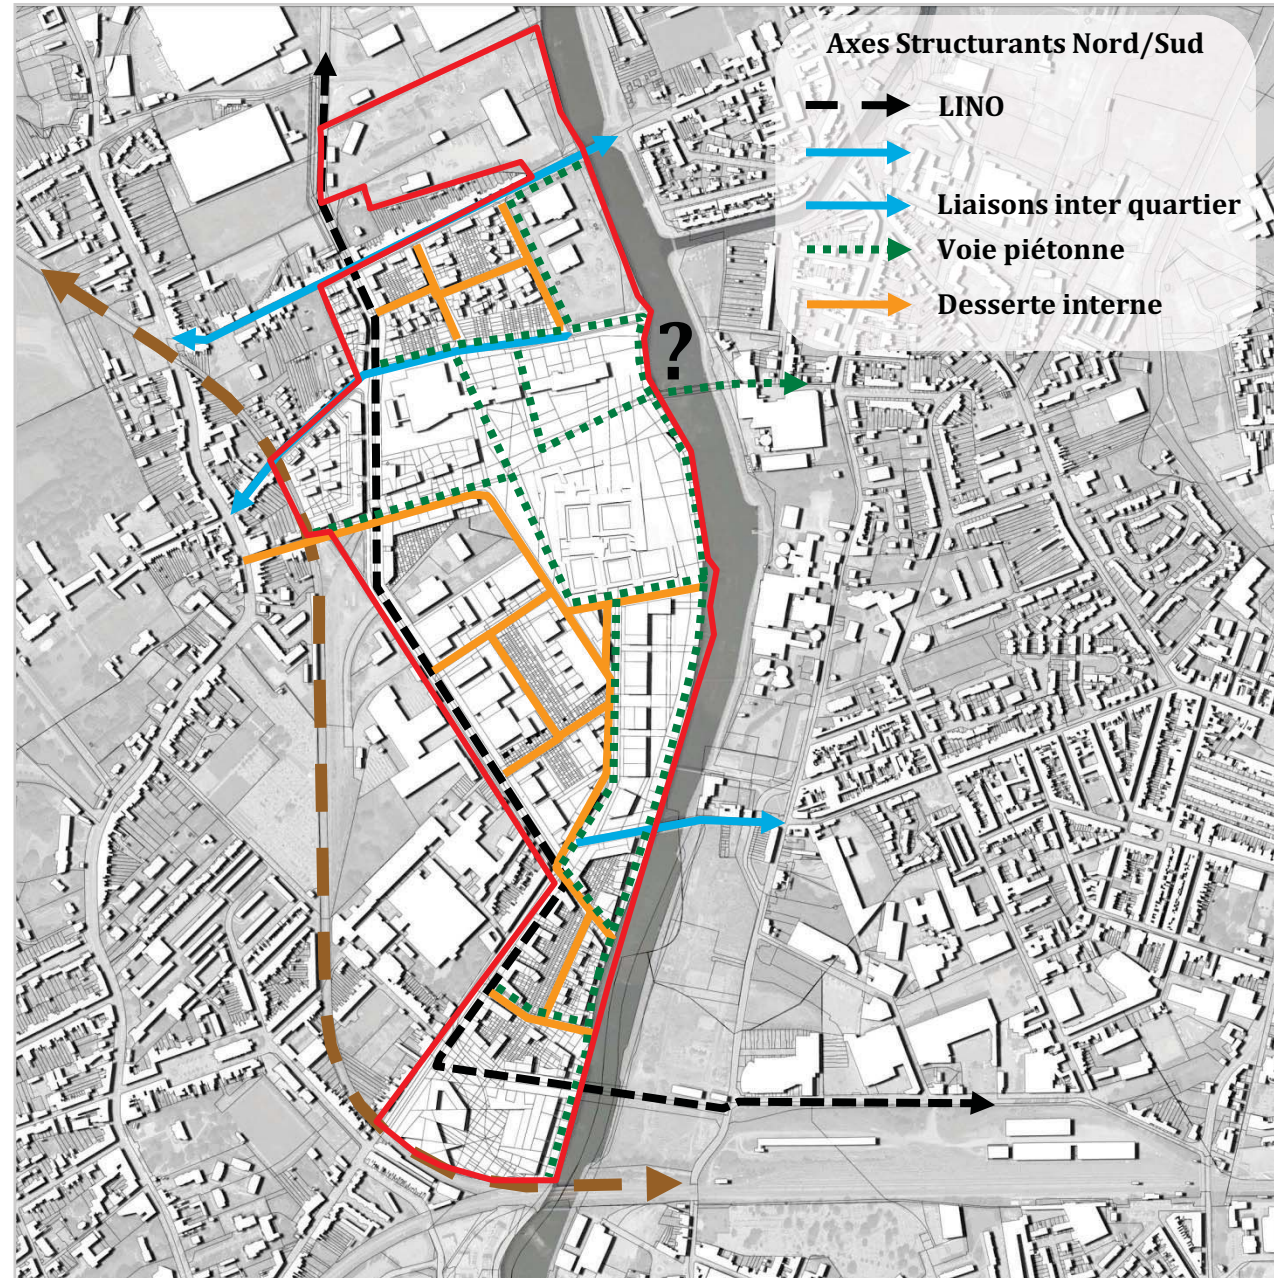 Axes Structurants Nord/Sud
LINO
Liaisons inter quartier
Voie piétonne
Desserte interne
?